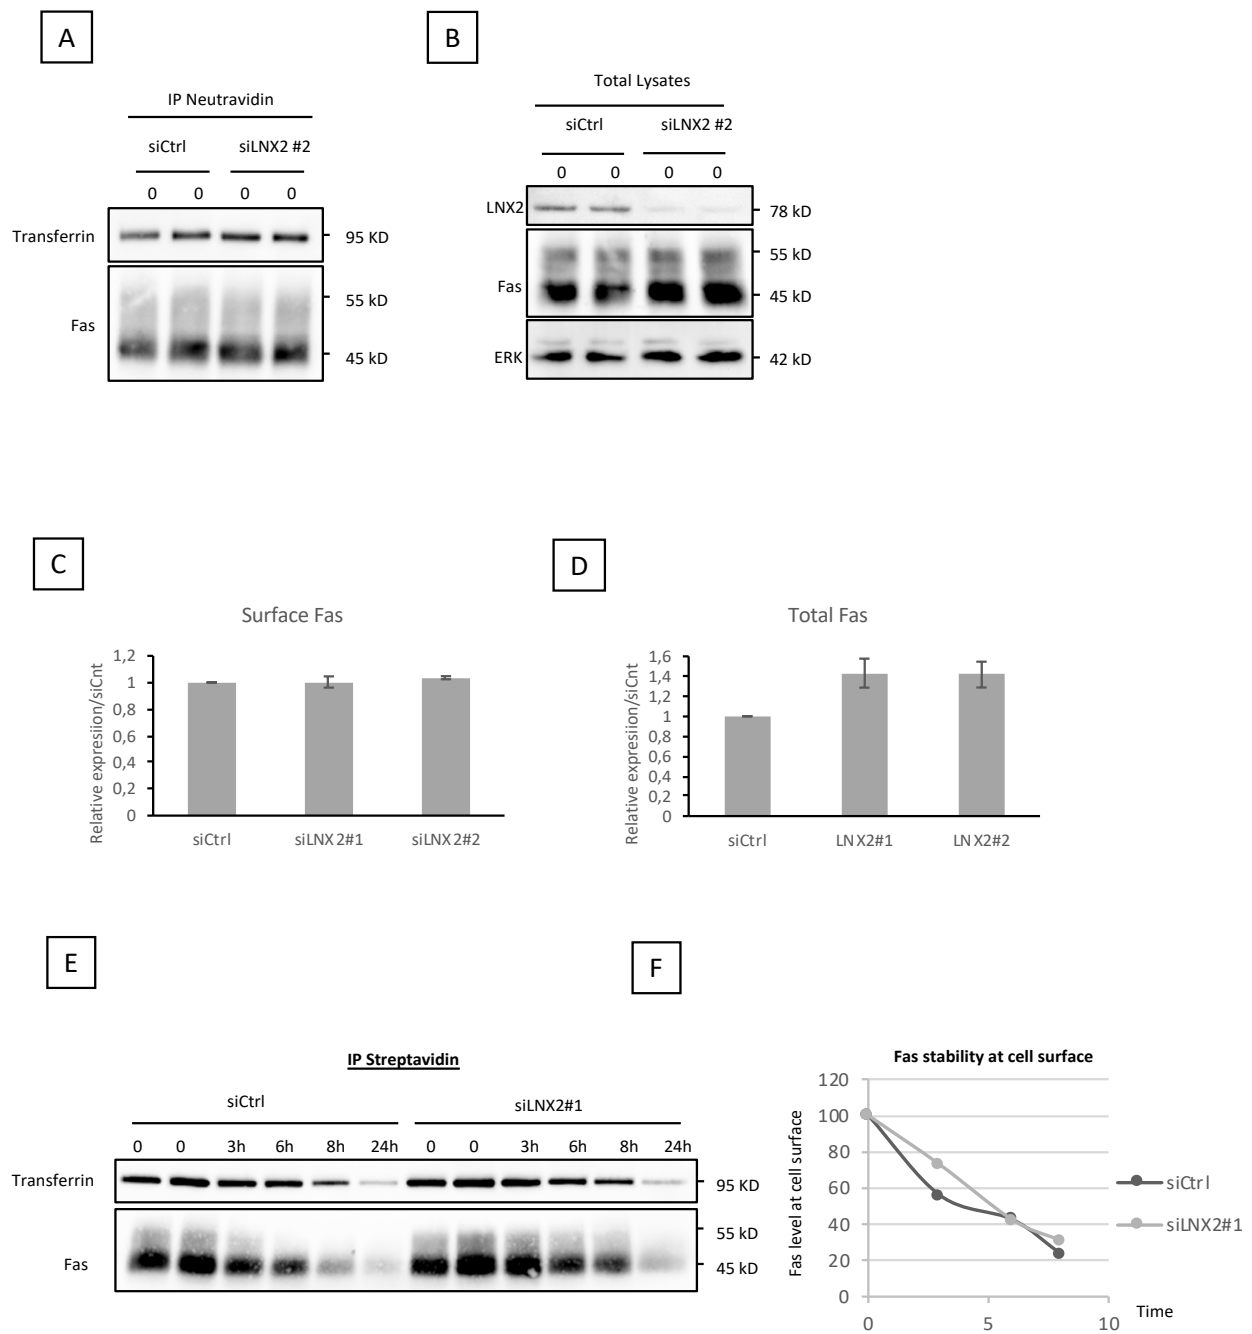 A
B
IP Neutravidin
siCtrl siLNX2 #2
0 0 0 0
Transferrin
95 KD
Fas
55 kD
45 kD
Total Lysates
siCtrl siLNX2 #2
0 0 0 0
LNX2
78 kD
55 kD
Fas
45 kD
ERK
42 kD
C
D
Surface Fas
Relative expresiion/siCnt
1,2
1
0,8
0,6
0,4
0,2
0
siCtrl siLNX2#1 siLNX2#2
Total Fas
Relative expresiion/siCnt
1,6
1,4
1,2
1
0,8
0,6
0,4
0,2
0
siCtrl LNX2#1 LNX2#2
E
F
IP Streptavidin
siCtrl siLNX2#1
0 0 3h 6h 8h 24h 0 0 3h 6h 8h 24h
Transferrin
95 KD
55 kD
Fas
45 kD
Fas stability at cell surface
Fas level at cell surface
120
100
80
60
40
20
0
0 5 10
Time
siCtrl
siLNX2#1